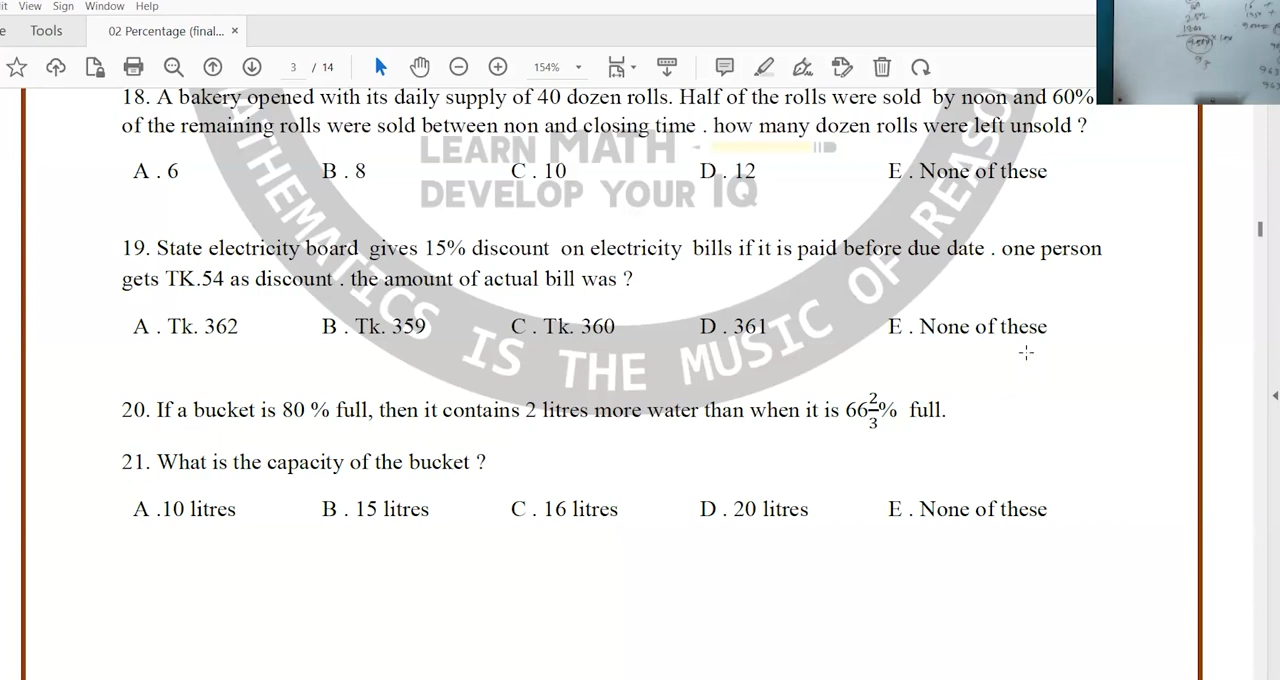 it View Sign Window Help
e Tools 02 Percentage (final... ×
3 / 14 154%
18. A bakery opened with its daily supply of 40 dozen rolls. Half of the rolls were sold by noon and 60%
of the remaining rolls were sold between non and closing time . how many dozen rolls were left unsold ?
LEARN MATH
A . 6 B . 8 C . 10 D . 12 E . None of these
DEVELOP YOUR IQ
MATHEMATICS IS THE MUSIC OF REASON
19. State electricity board gives 15% discount on electricity bills if it is paid before due date . one person
gets TK.54 as discount . the amount of actual bill was ?
A . Tk. 362 B . Tk. 359 C . Tk. 360 D . 361 E . None of these
20. If a bucket is 80 % full, then it contains 2 litres more water than when it is 66 2/3 % full.
21. What is the capacity of the bucket ?
A .10 litres B . 15 litres C . 16 litres D . 20 litres E . None of these